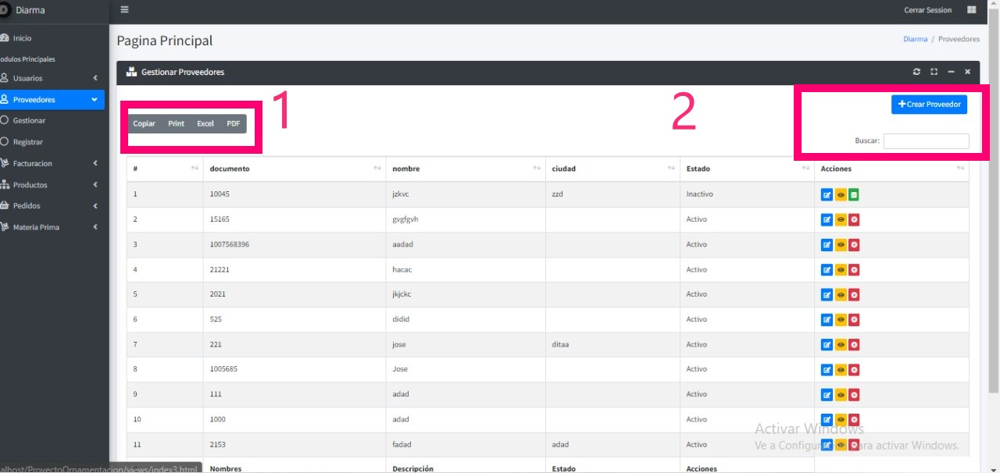 Diarma
Cerrar Session
Inicio
odulos Principales
Usuarios
Proveedores
Gestionar
Registrar
Facturacion
Productos
Pedidos
Materia Prima
Pagina Principal
Diarma / Proveedores
Gestionar Proveedores
1
2
Crear Proveedor
Copiar Print Excel PDF
Buscar:
# documento nombre ciudad Estado Acciones
1 10045 jzkvc zzd Inactivo
2 15165 gvgfgvh Activo
3 1007568396 aadad Activo
4 21221 hacac Activo
5 2021 jkjckc Activo
6 525 didid Activo
7 221 jose ditaa Activo
8 1005685 Jose Activo
9 111 adad Activo
10 1000 adad Activo
11 2153 fadad adad Activo
Nombres Descripción Estado Acciones
Activar Windows
Ve a Configura para activar Windows.
alhost/ProyectoOrnamentacion/views/index3.html